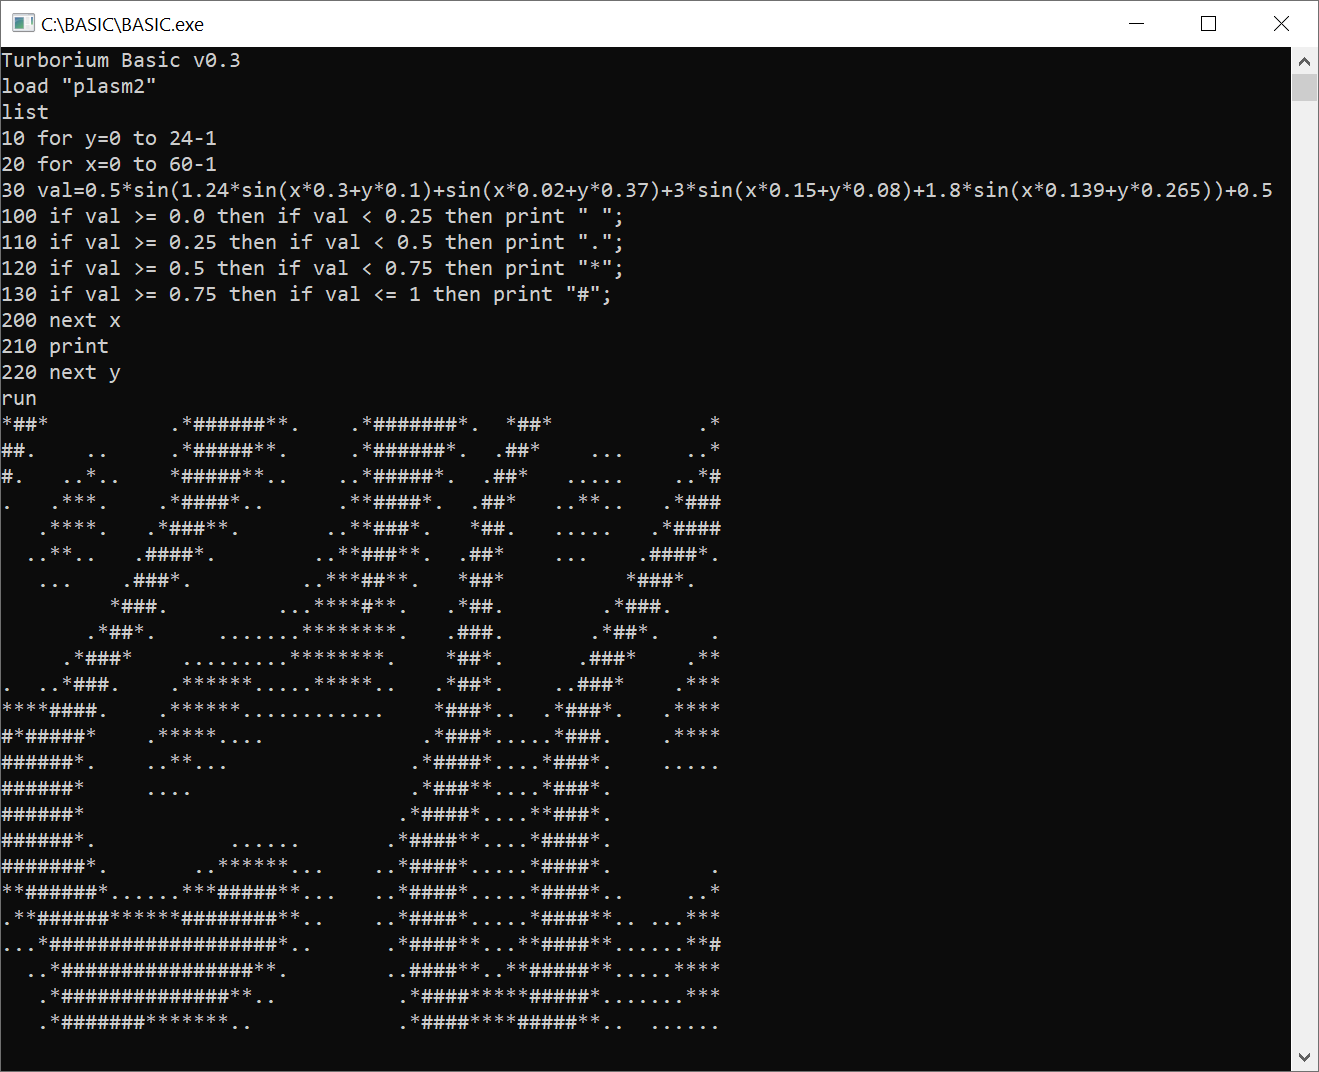 C:\BASIC\BASIC.exe
Turborium Basic v0.3
load "plasm2"
list
10 for y=0 to 24-1
20 for x=0 to 60-1
30 val=0.5*sin(1.24*sin(x*0.3+y*0.1)+sin(x*0.02+y*0.37)+3*sin(x*0.15+y*0.08)+1.8*sin(x*0.139+y*0.265))+0.5
100 if val >= 0.0 then if val < 0.25 then print " ";
110 if val >= 0.25 then if val < 0.5 then print ".";
120 if val >= 0.5 then if val < 0.75 then print "*";
130 if val >= 0.75 then if val <= 1 then print "#";
200 next x
210 print
220 next y
run
*##*          .*######**.    .*#######*.  *##*            .*
##.    ..     .*#####**.     .*######*.  .##*    ...     ..*
#.   ..*..    *#####**..    ..*#####*.  .##*   .....    ..*#
.   .***.    .*####*..      .**####*.  .##*   ..**..   .*###
   .****.   .*###**.       ..**###*.   *##.   .....   .*####
  ..**..   .####*.        ..**###**.  .##*    ...    .####*.
   ...    .###*.         ..***##**.   *##*          *###*.
         *###.         ...****#**.   .*##.        .*###.
       .*##*.     .......********.   .###.       .*##*.    .
     .*###*    .........********.    *##*.      .###*    .**
.  ..*###.    .******.....*****..   .*##*.    ..###*    .***
****####.    .******............    *###*..  .*###*.   .****
#*#####*    .*****....             .*###*.....*###.    .****
######*.    ..**...               .*####*....*###*.    .....
######*     ....                  .*###**....*###*.
######*                          .*####*....**###*.
######*.           ......       .*####**....*####*.
#######*.       ..******...    ..*####*.....*####*.        .
**######*......***#####**...   ..*####*.....*####*..     ..*
.**######******########**..    ..*####*.....*####**.. ...***
...*###################*..      .*####**...**####**......**#
  ..*################**.        ..####**..**#####**.....****
   .*##############**..          .*####*****#####*.......***
   .*#######*******..            .*####****#####**..  ......